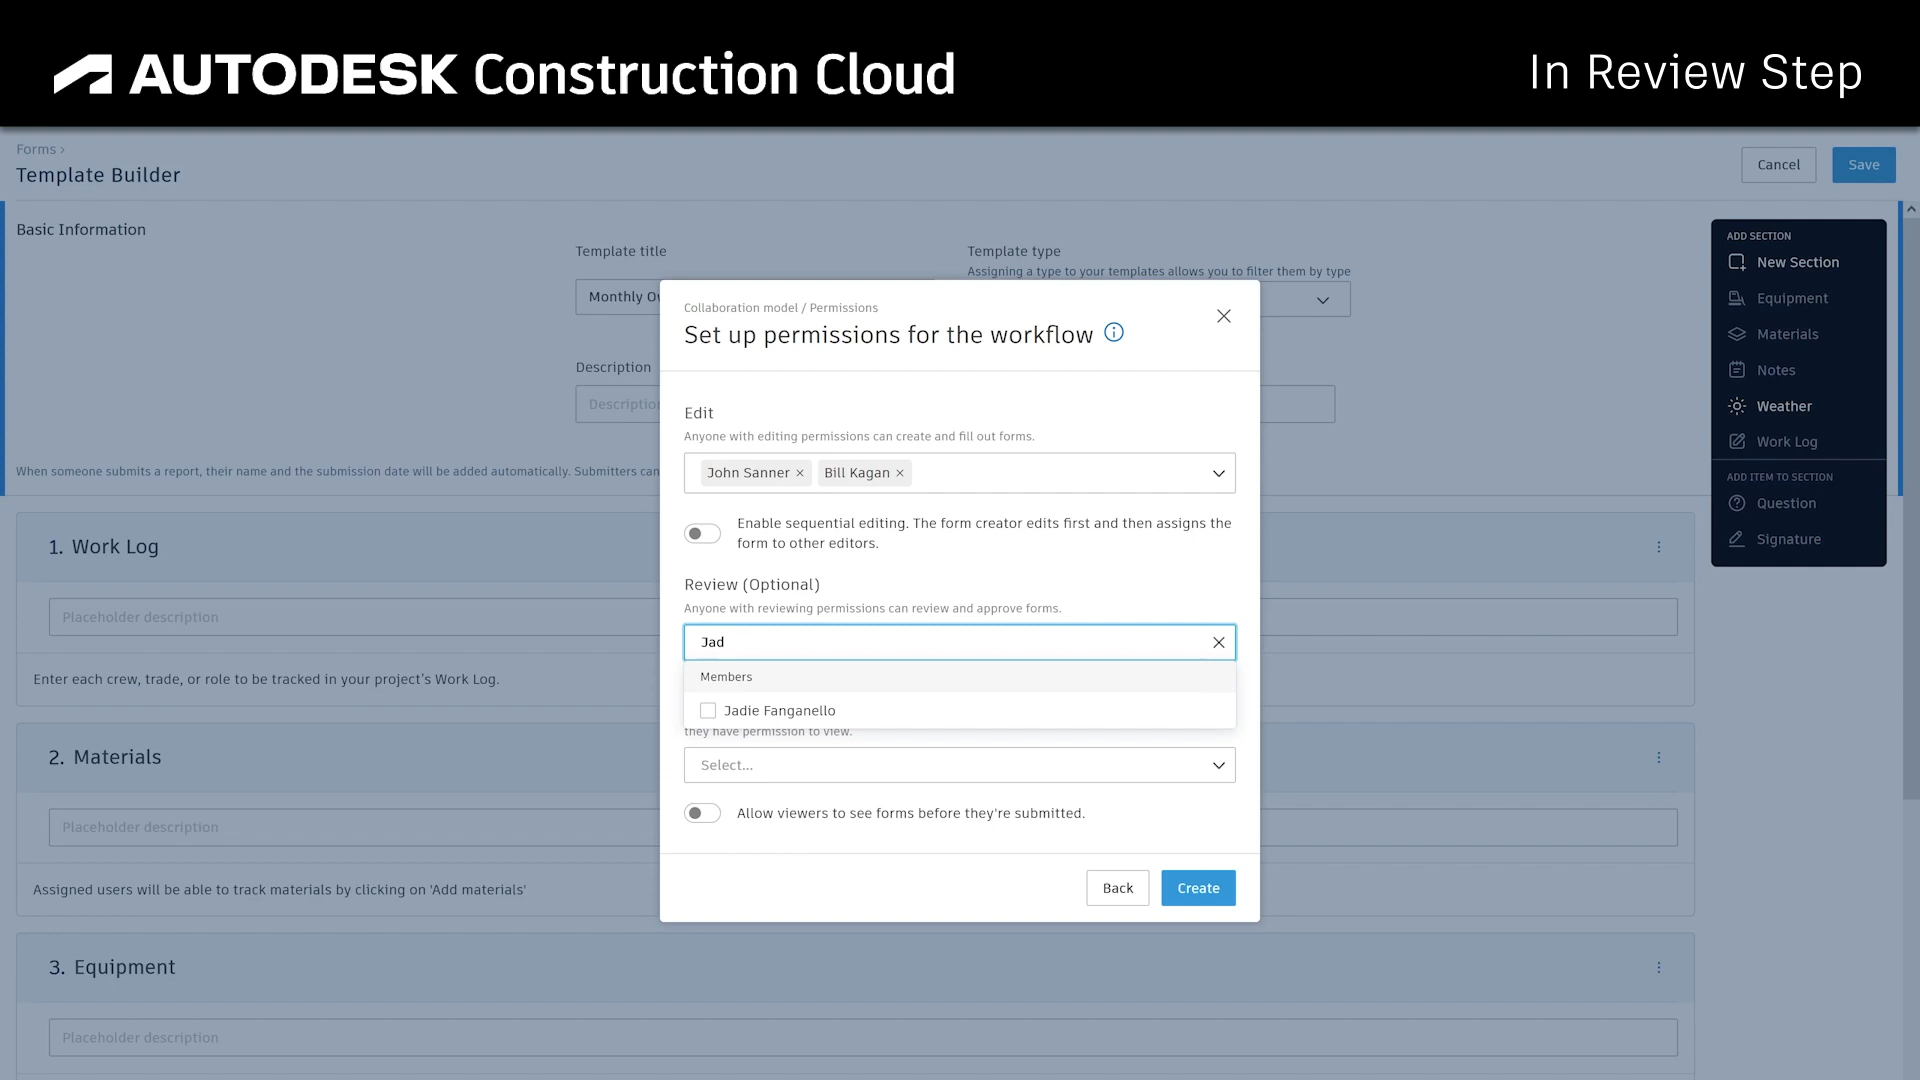 AUTODESK Construction Cloud
In Review Step
Forms ›
Template Builder
Cancel
Save
Basic Information
Template title
Template type
Assigning a type to your templates allows you to filter them by type
Monthly
Description
Description
When someone submits a report, their name and the submission date will be added automatically. Submitters can
Collaboration model / Permissions
Set up permissions for the workflow
Edit
Anyone with editing permissions can create and fill out forms.
John Sanner ×
Bill Kagan ×
Enable sequential editing. The form creator edits first and then assigns the
form to other editors.
Review (Optional)
Anyone with reviewing permissions can review and approve forms.
Jad
Members
Jadie Fanganello
they have permission to view.
Select...
Allow viewers to see forms before they're submitted.
Back
Create
1. Work Log
Placeholder description
Enter each crew, trade, or role to be tracked in your project's Work Log.
2. Materials
Placeholder description
Assigned users will be able to track materials by clicking on 'Add materials'
3. Equipment
Placeholder description
ADD SECTION
New Section
Equipment
Materials
Notes
Weather
Work Log
ADD ITEM TO SECTION
Question
Signature